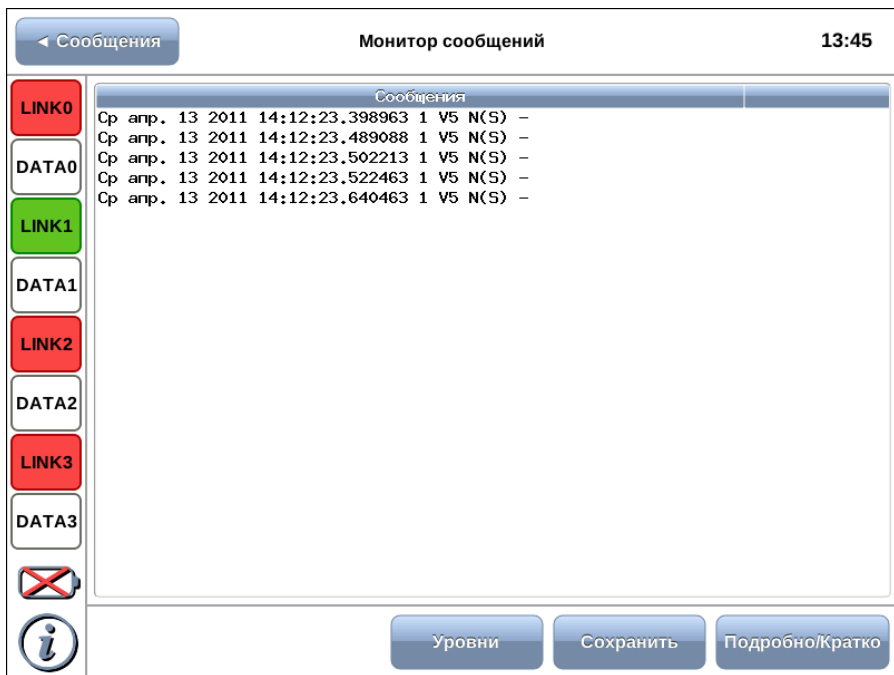 ◄ Сообщения
Монитор сообщений
13:45
LINK0
DATA0
LINK1
DATA1
LINK2
DATA2
LINK3
DATA3
Сообщения
Ср апр. 13 2011 14:12:23.398963 1 V5 N(S) -
Ср апр. 13 2011 14:12:23.489088 1 V5 N(S) -
Ср апр. 13 2011 14:12:23.502213 1 V5 N(S) -
Ср апр. 13 2011 14:12:23.522463 1 V5 N(S) -
Ср апр. 13 2011 14:12:23.640463 1 V5 N(S) -
i
Уровни
Сохранить
Подробно/Кратко